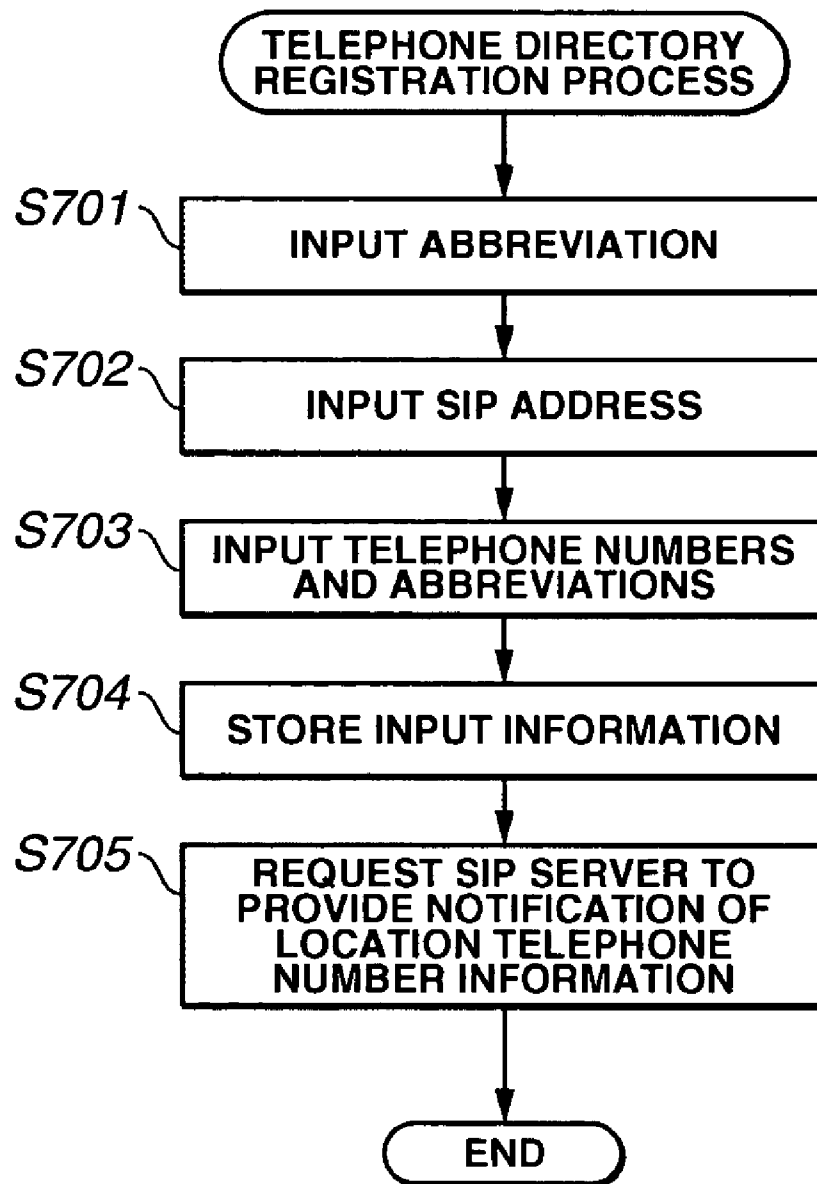 TELEPHONE DIRECTORY
REGISTRATION PROCESS
S701
INPUT ABBREVIATION
S702
INPUT SIP ADDRESS
S703
INPUT TELEPHONE NUMBERS
AND ABBREVIATIONS
S704
STORE INPUT INFORMATION
S705
REQUEST SIP SERVER TO
PROVIDE NOTIFICATION OF
LOCATION TELEPHONE
NUMBER INFORMATION
END